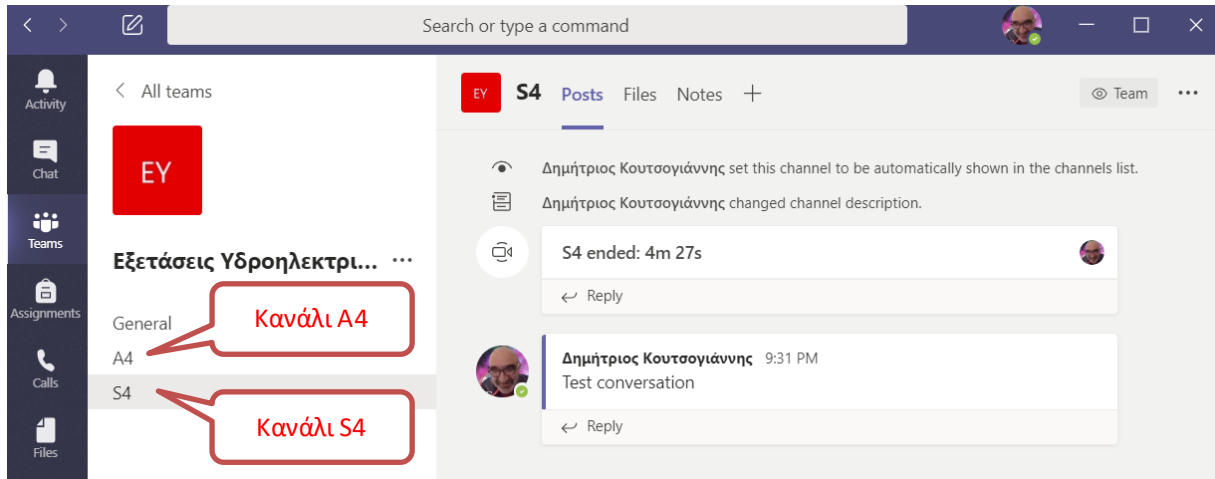 Search or type a command
Activity
Chat
Teams
Assignments
Calls
Files
All teams
EY
Εξετάσεις Υδροηλεκτρι... ...
General
A4
S4
Κανάλι A4
Κανάλι S4
EY S4 Posts Files Notes + Team ...
Δημήτριος Κουτσογιάννης set this channel to be automatically shown in the channels list.
Δημήτριος Κουτσογιάννης changed channel description.
S4 ended: 4m 27s
Reply
Δημήτριος Κουτσογιάννης 9:31 PM
Test conversation
Reply